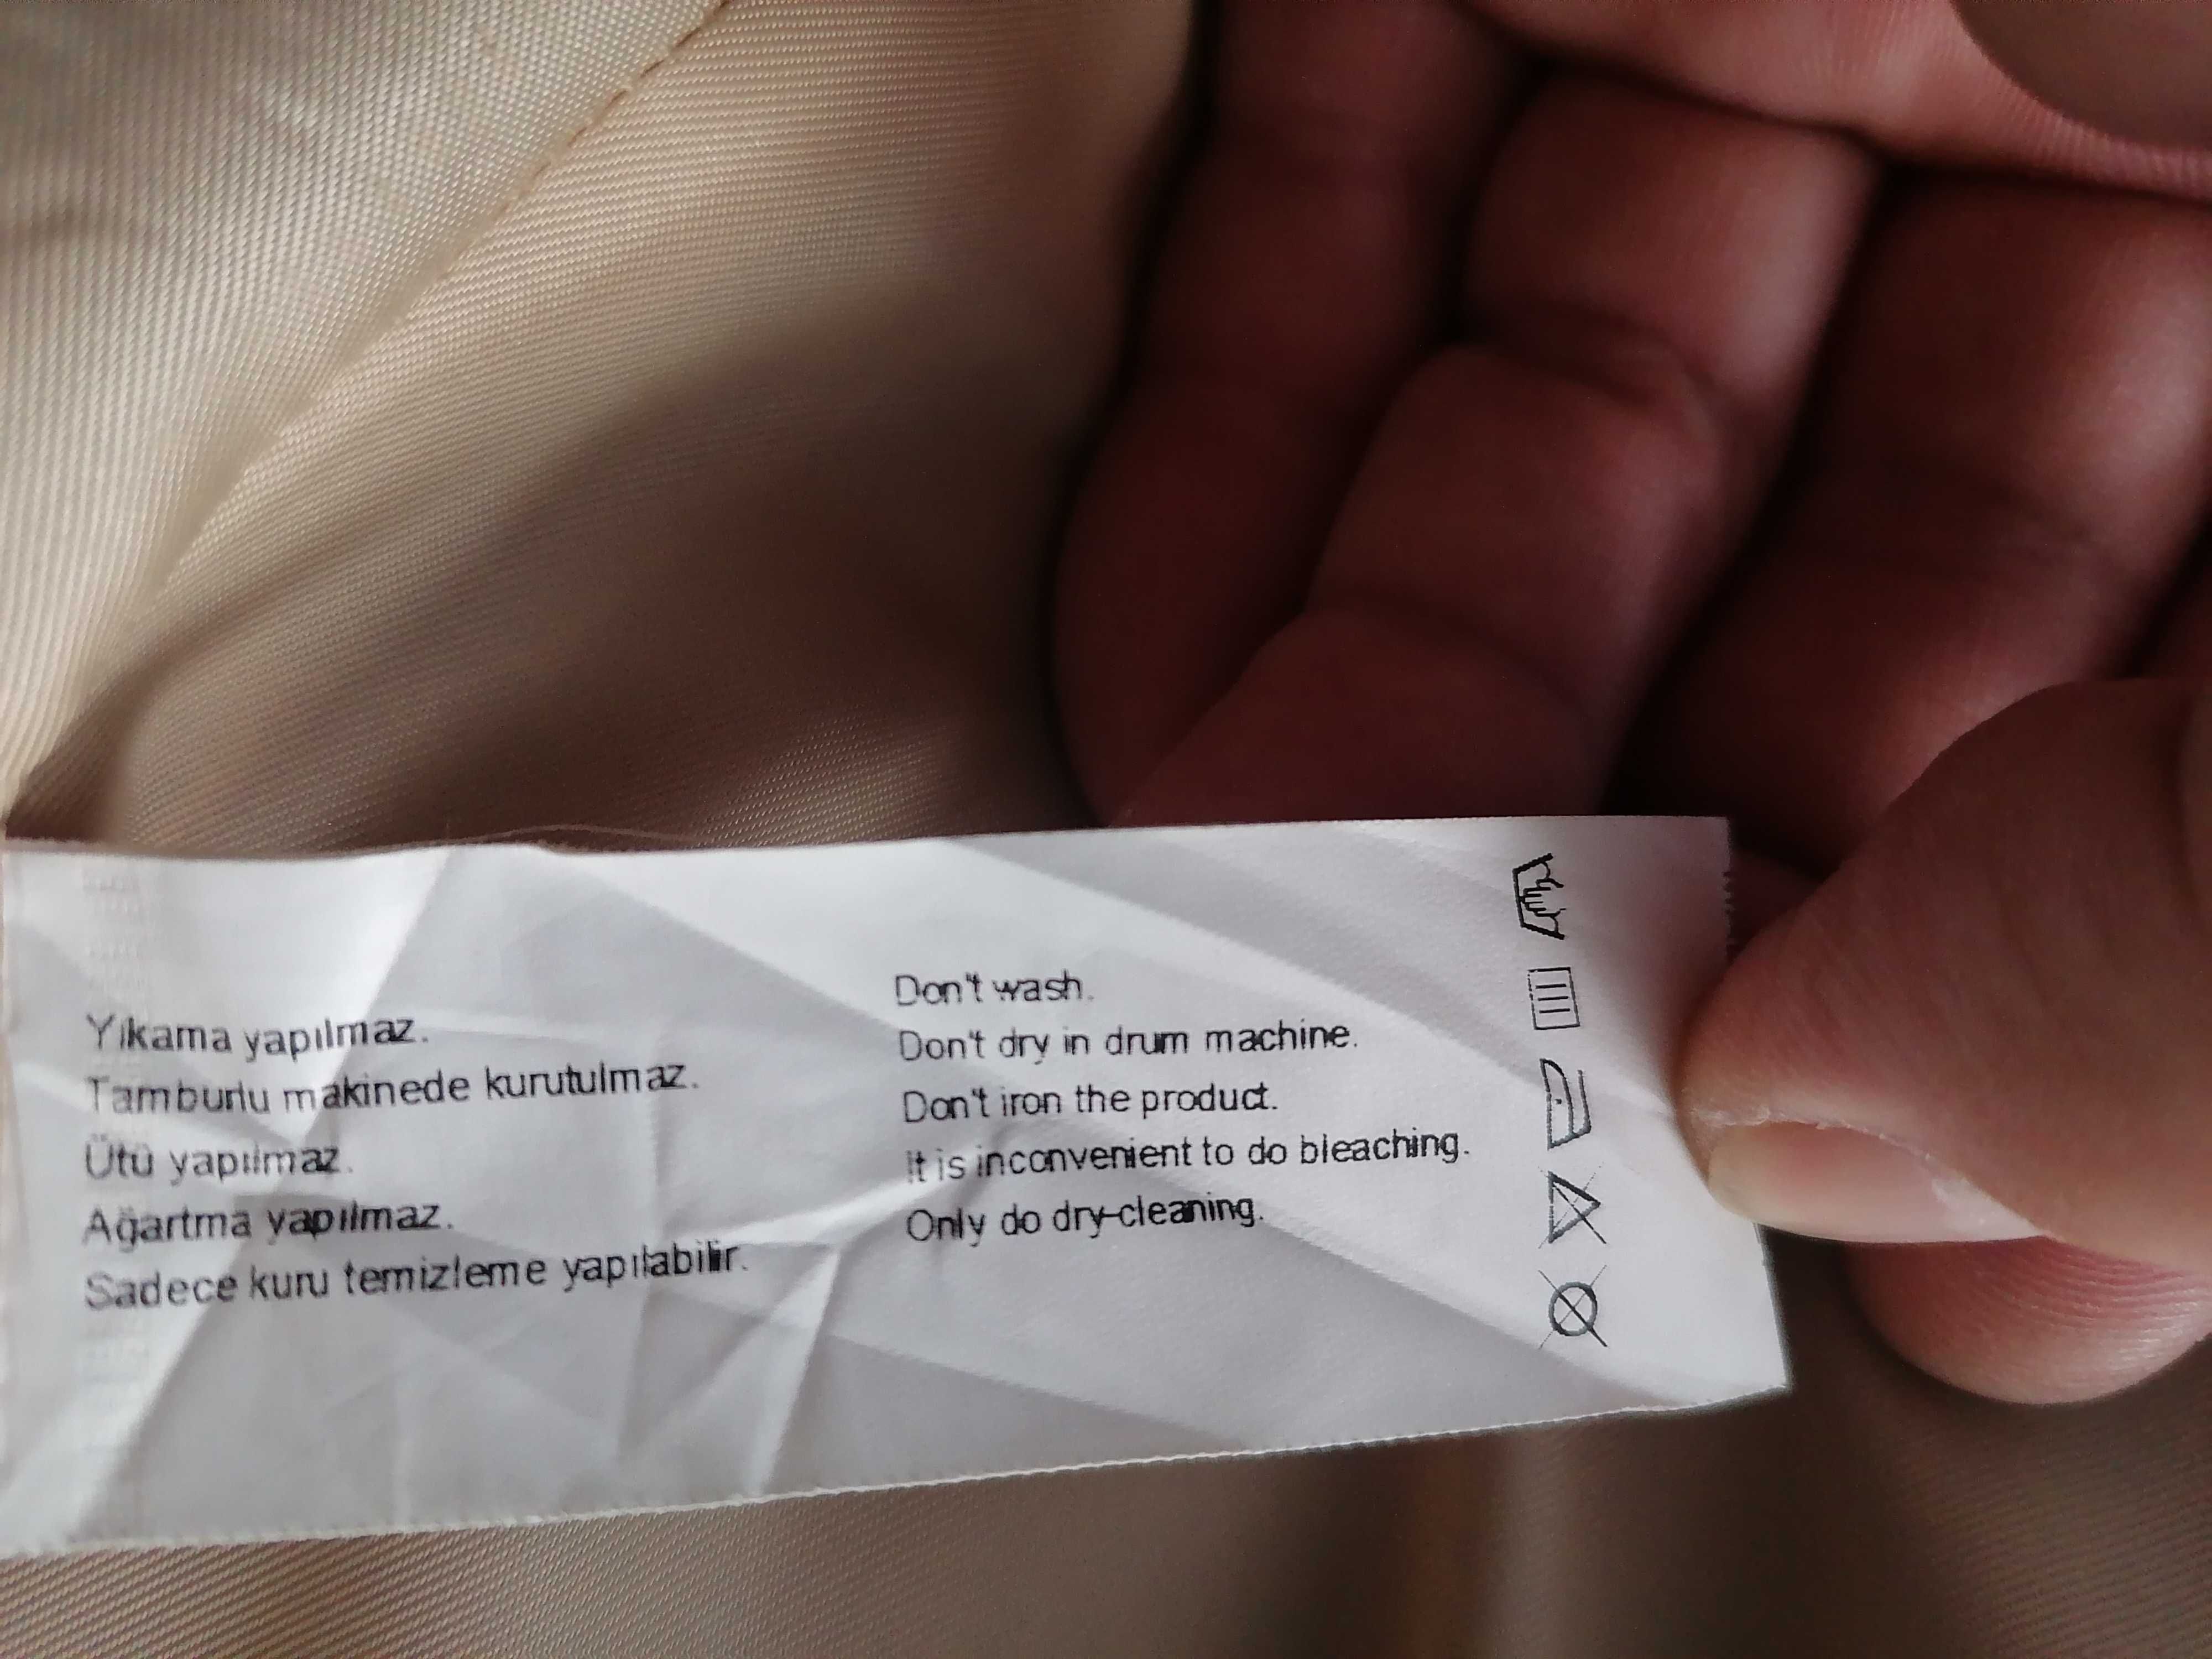 Yıkama yapılmaz.
Tamburlu makinede kurutulmaz.
Ütü yapılmaz.
Ağartma yapılmaz.
Sadece kuru temizleme yapılabilir.
Don't wash.
Don't dry in drum machine.
Don't iron the product.
It is inconvenient to do bleaching.
Only do dry-cleaning.